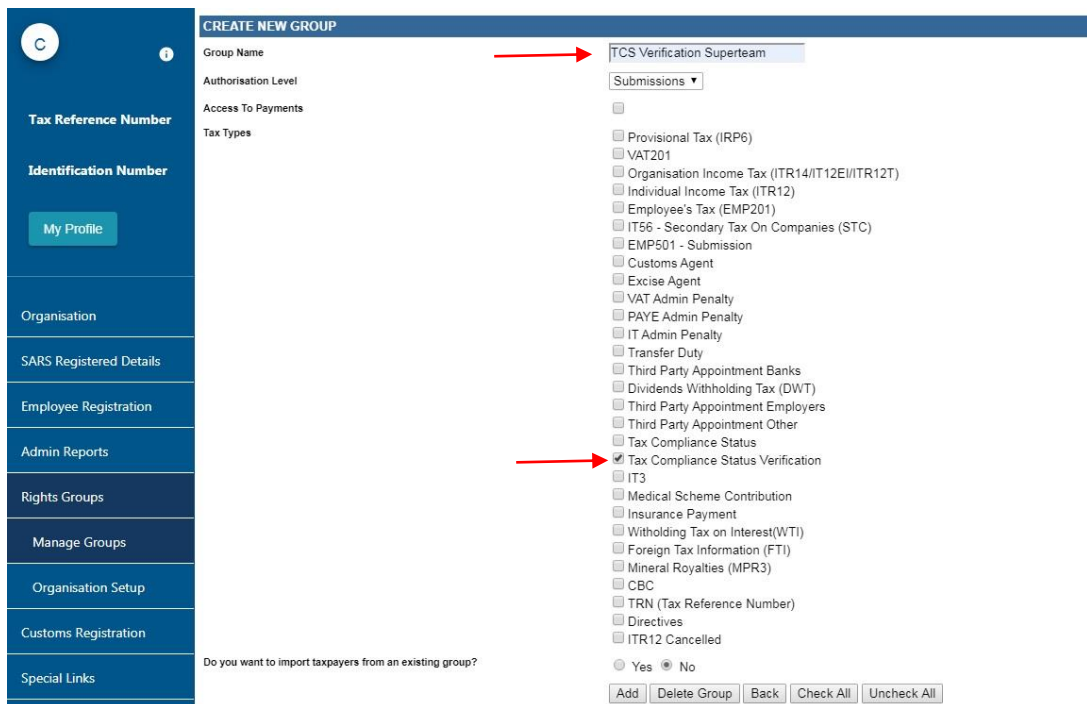 C
i
Tax Reference Number
Identification Number
My Profile
Organisation
SARS Registered Details
Employee Registration
Admin Reports
Rights Groups
Manage Groups
Organisation Setup
Customs Registration
Special Links
CREATE NEW GROUP
Group Name TCS Verification Superteam
Authorisation Level Submissions
Access To Payments
Tax Types
Provisional Tax (IRP6)
VAT201
Organisation Income Tax (ITR14/IT12EI/ITR12T)
Individual Income Tax (ITR12)
Employee's Tax (EMP201)
IT56 - Secondary Tax On Companies (STC)
EMP501 - Submission
Customs Agent
Excise Agent
VAT Admin Penalty
PAYE Admin Penalty
IT Admin Penalty
Transfer Duty
Third Party Appointment Banks
Dividends Withholding Tax (DWT)
Third Party Appointment Employers
Third Party Appointment Other
Tax Compliance Status
Tax Compliance Status Verification
IT3
Medical Scheme Contribution
Insurance Payment
Witholding Tax on Interest(WTI)
Foreign Tax Information (FTI)
Mineral Royalties (MPR3)
CBC
TRN (Tax Reference Number)
Directives
ITR12 Cancelled
Do you want to import taxpayers from an existing group? Yes No
Add Delete Group Back Check All Uncheck All